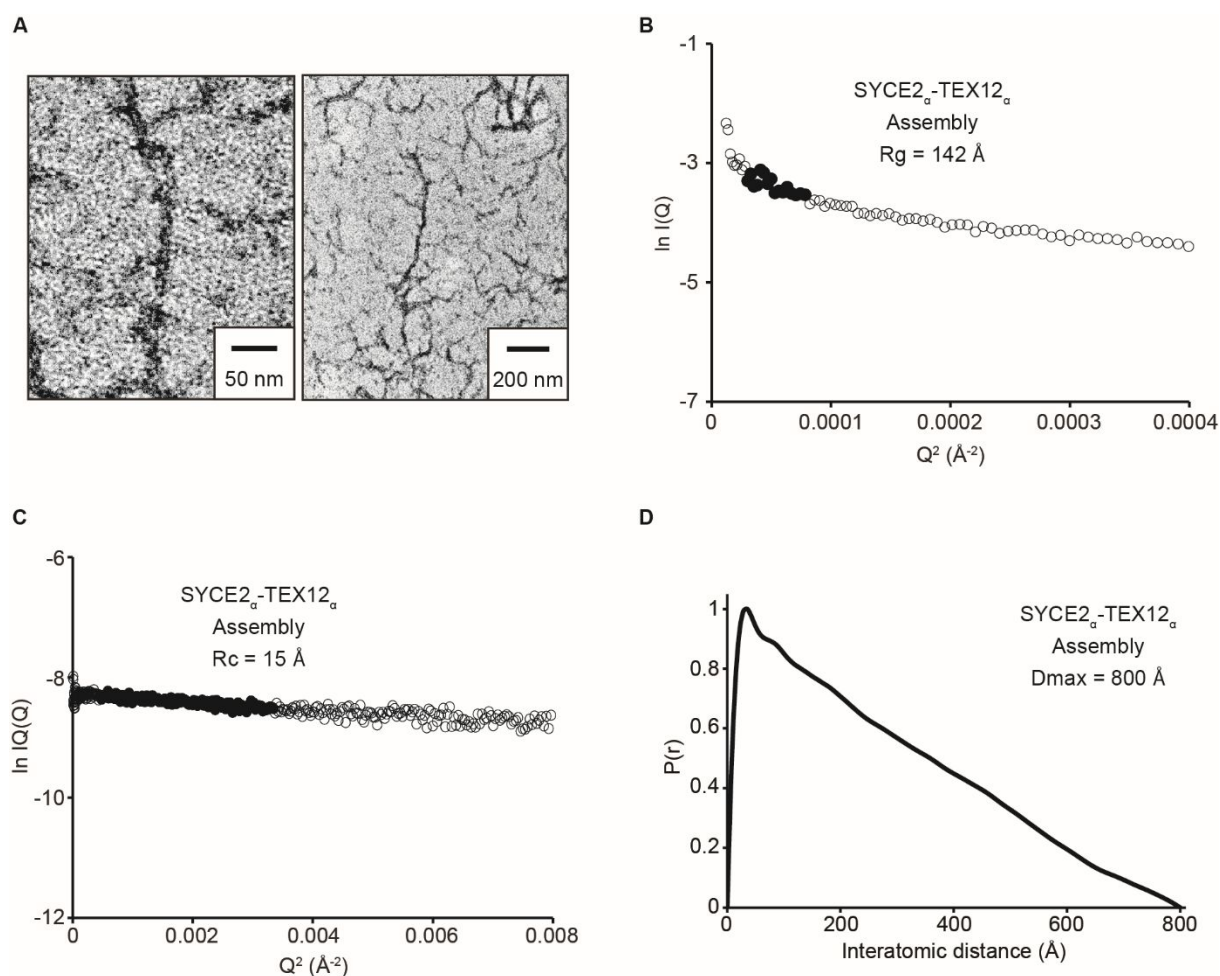 A
50 nm
200 nm
B
-1
-3
-5
-7
ln I(Q)
0
0.0001
0.0002
0.0003
0.0004
Q² (Å⁻²)
SYCE2α-TEX12α
Assembly
Rg = 142 Å
C
-6
-8
-10
-12
ln IQ(Q)
0
0.002
0.004
0.006
0.008
Q² (Å⁻²)
SYCE2α-TEX12α
Assembly
Rc = 15 Å
D
1
0.8
0.6
0.4
0.2
0
P(r)
0
200
400
600
800
Interatomic distance (Å)
SYCE2α-TEX12α
Assembly
Dmax = 800 Å